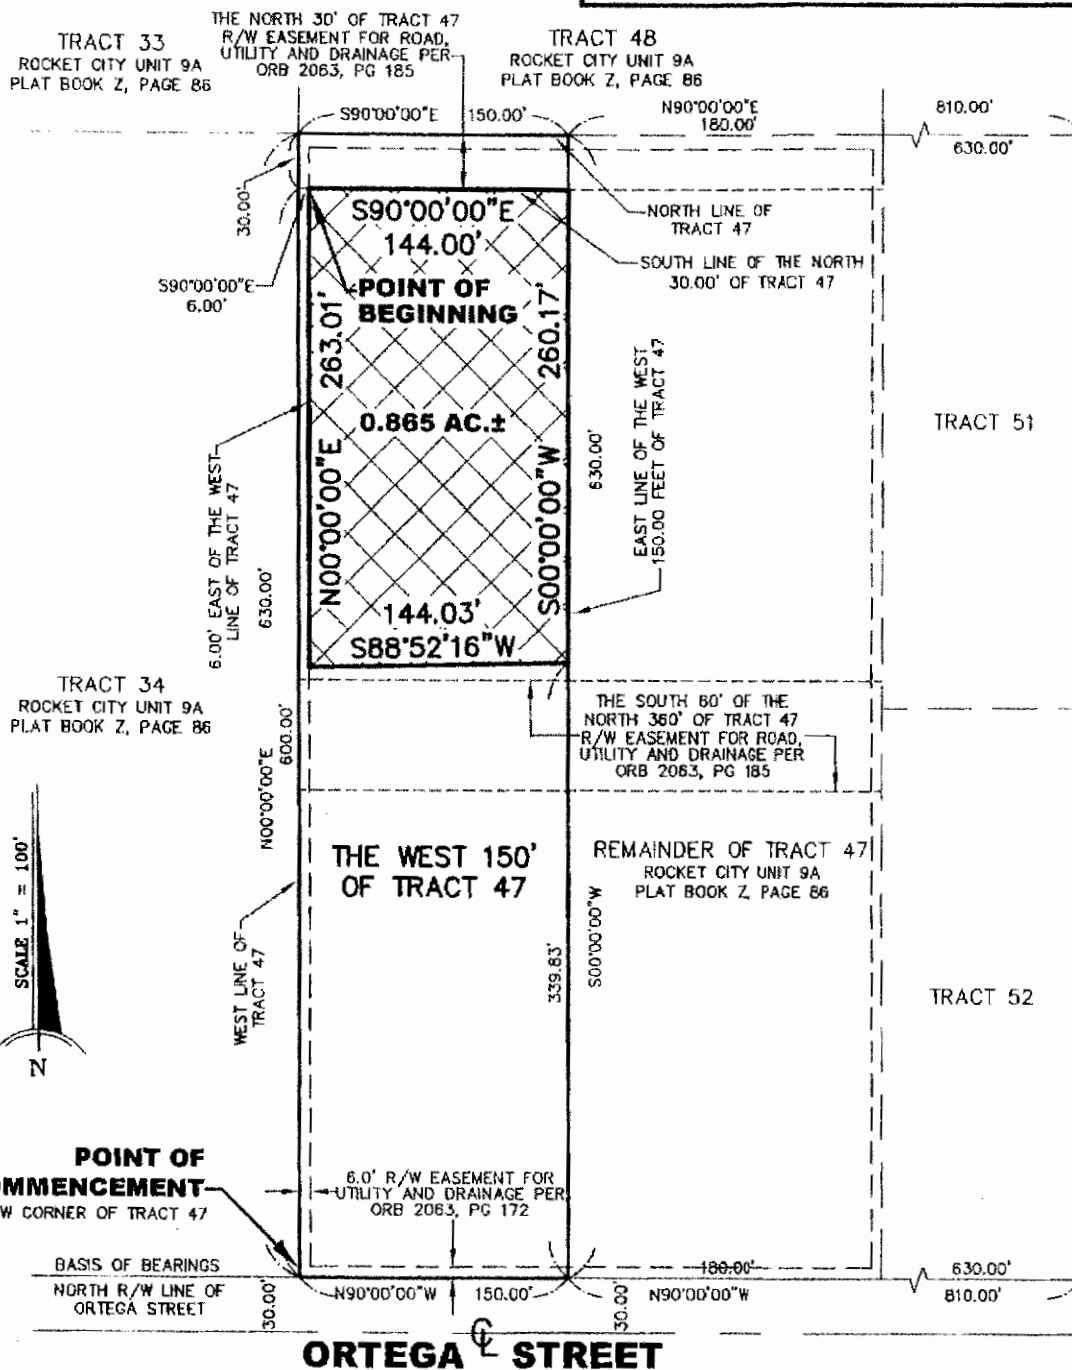 THE NORTH 30' OF TRACT 47
R/W EASEMENT FOR ROAD,
UTILITY AND DRAINAGE PER
ORB 2063, PG 185
TRACT 33
ROCKET CITY UNIT 9A
PLAT BOOK Z, PAGE 86
TRACT 48
ROCKET CITY UNIT 9A
PLAT BOOK Z, PAGE 86
S90°00'00"E 150.00'
N90°00'00"E
180.00'
810.00'
630.00'
30.00'
S90°00'00"E
6.00'
NORTH LINE OF
TRACT 47
SOUTH LINE OF THE NORTH
30.00' OF TRACT 47
S90°00'00"E
144.00'
POINT OF
BEGINNING
263.01'
N00°00'00"E
260.17'
S00°00'00"W
0.865 AC.±
144.03'
S88°52'16"W
6.00' EAST OF THE WEST
LINE OF TRACT 47
630.00'
630.00'
EAST LINE OF THE WEST
150.00 FEET OF TRACT 47
TRACT 51
TRACT 34
ROCKET CITY UNIT 9A
PLAT BOOK Z, PAGE 86
THE SOUTH 60' OF THE
NORTH 360' OF TRACT 47
R/W EASEMENT FOR ROAD,
UTILITY AND DRAINAGE PER
ORB 2063, PG 185
N00°00'00"E
600.00'
THE WEST 150'
OF TRACT 47
REMAINDER OF TRACT 47
ROCKET CITY UNIT 9A
PLAT BOOK Z, PAGE 86
SCALE 1" = 100'
N
WEST LINE OF
TRACT 47
339.83'
S00°00'00"W
TRACT 52
POINT OF
MMENCEMENT
W CORNER OF TRACT 47
6.0' R/W EASEMENT FOR
UTILITY AND DRAINAGE PER
ORB 2063, PG 172
BASIS OF BEARINGS
NORTH R/W LINE OF
ORTEGA STREET
30.00'
N90°00'00"W 150.00'
30.00'
180.00'
N90°00'00"W
630.00'
810.00'
ORTEGA ℄ STREET